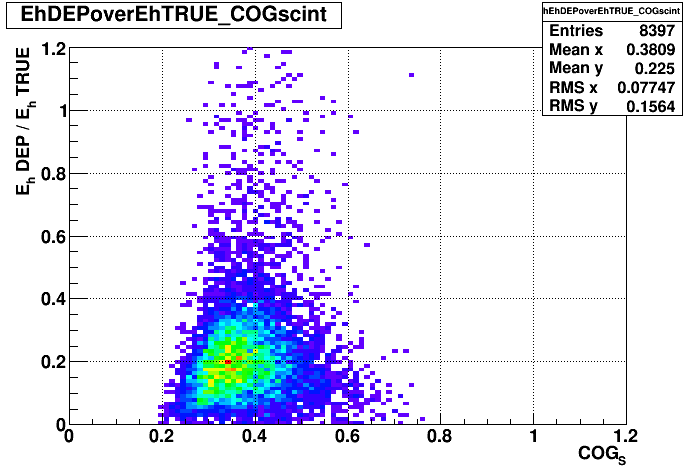 EhDEPoverEhTRUE_COGscint
hEhDEPoverEhTRUE_COGscint
Entries 8397
Mean x 0.3809
Mean y 0.225
RMS x 0.07747
RMS y 0.1564
E_h DEP / E_h TRUE
1.2
1
0.8
0.6
0.4
0.2
0
0 0.2 0.4 0.6 0.8 1 1.2
COG_S